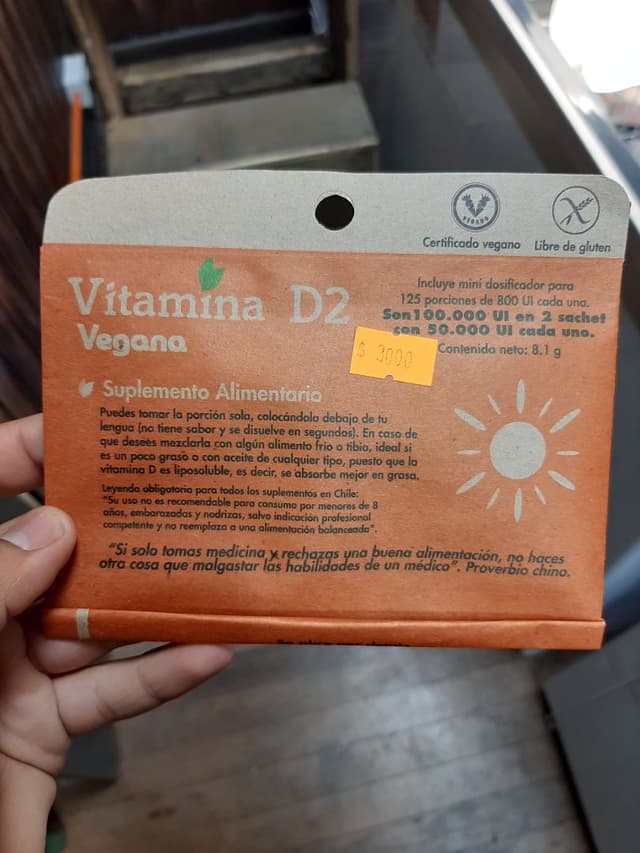 VEGANO
Certificado vegano
Libre de gluten
Vitamina D2
Vegana
Incluye mini dosificador para
125 porciones de 800 UI cada una.
Son 100.000 UI en 2 sachet
con 50.000 UI cada uno.
Contenido neto: 8.1 g
$ 3000
Suplemento Alimentario
Puedes tomar la porción sola, colocándola debajo de tu
lengua (no tiene sabor y se disuelve en segundos). En caso de
que desees mezclarla con algún alimento frío o tibio, ideal si
es un poco graso o con aceite de cualquier tipo, puesto que la
vitamina D es liposoluble, es decir, se absorbe mejor en grasa.
Leyenda obligatoria para todos los suplementos en Chile:
"Su uso no es recomendable para consumo por menores de 8
años, embarazadas y nodrizas, salvo indicación profesional
competente y no reemplaza a una alimentación balanceada".
"Si solo tomas medicina y rechazas una buena alimentación, no haces
otra cosa que malgastar las habilidades de un médico". Proverbio chino.